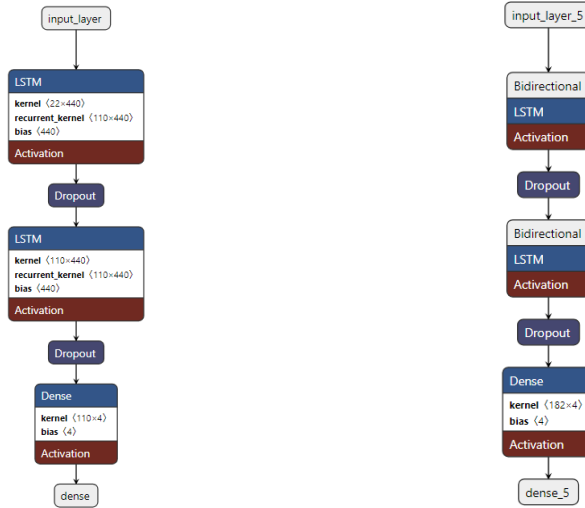 input_layer
LSTM
kernel ⟨22×440⟩
recurrent_kernel ⟨110×440⟩
bias ⟨440⟩
Activation
Dropout
LSTM
kernel ⟨110×440⟩
recurrent_kernel ⟨110×440⟩
bias ⟨440⟩
Activation
Dropout
Dense
kernel ⟨110×4⟩
bias ⟨4⟩
Activation
dense
input_layer_5
Bidirectional
LSTM
Activation
Dropout
Bidirectional
LSTM
Activation
Dropout
Dense
kernel ⟨182×4⟩
bias ⟨4⟩
Activation
dense_5